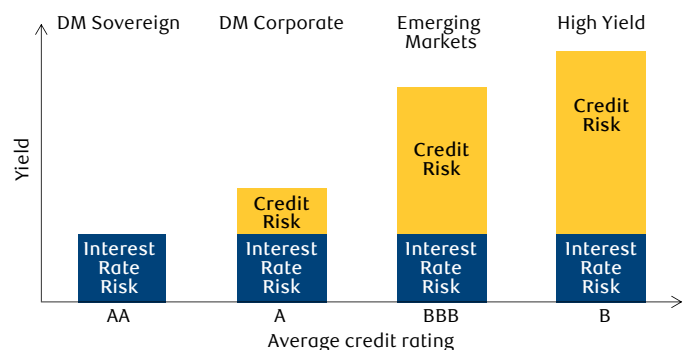 DM Sovereign
DM Corporate
Emerging
Markets
High Yield
Yield
Interest
Rate
Risk
Credit
Risk
Interest
Rate
Risk
Credit
Risk
Interest
Rate
Risk
Credit
Risk
Interest
Rate
Risk
AA
A
BBB
B
Average credit rating